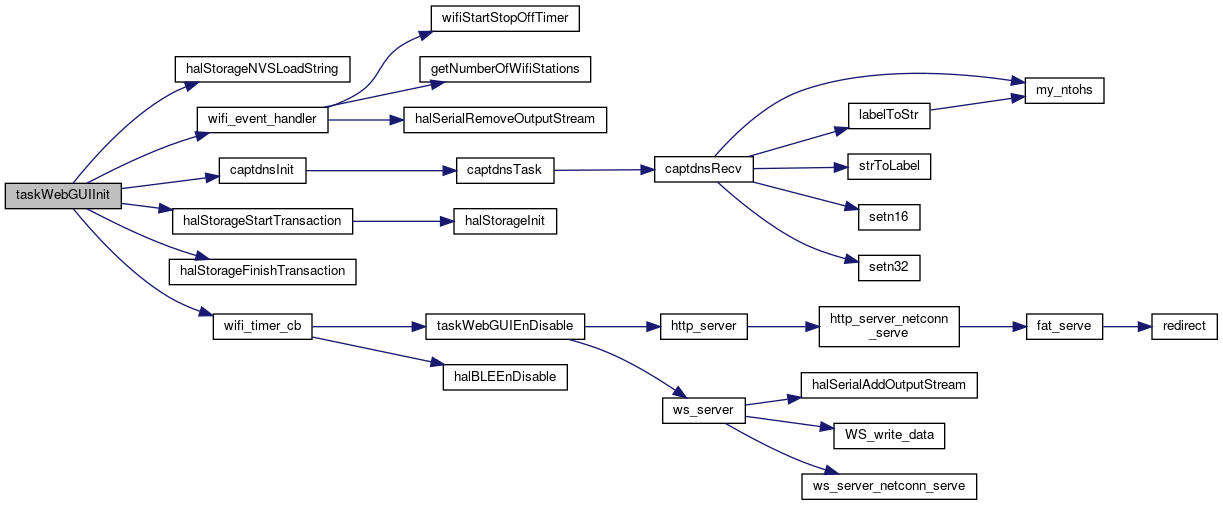 wifiStartStopOffTimer
halStorageNVSLoadString
getNumberOfWifiStations
my_ntohs
wifi_event_handler
halSerialRemoveOutputStream
labelToStr
captdnsInit
captdnsTask
captdnsRecv
strToLabel
taskWebGUIInit
halStorageStartTransaction
halStorageInit
setn16
halStorageFinishTransaction
setn32
wifi_timer_cb
taskWebGUIEnDisable
http_server
http_server_netconn
_serve
fat_serve
redirect
halBLEEnDisable
halSerialAddOutputStream
ws_server
WS_write_data
ws_server_netconn_serve